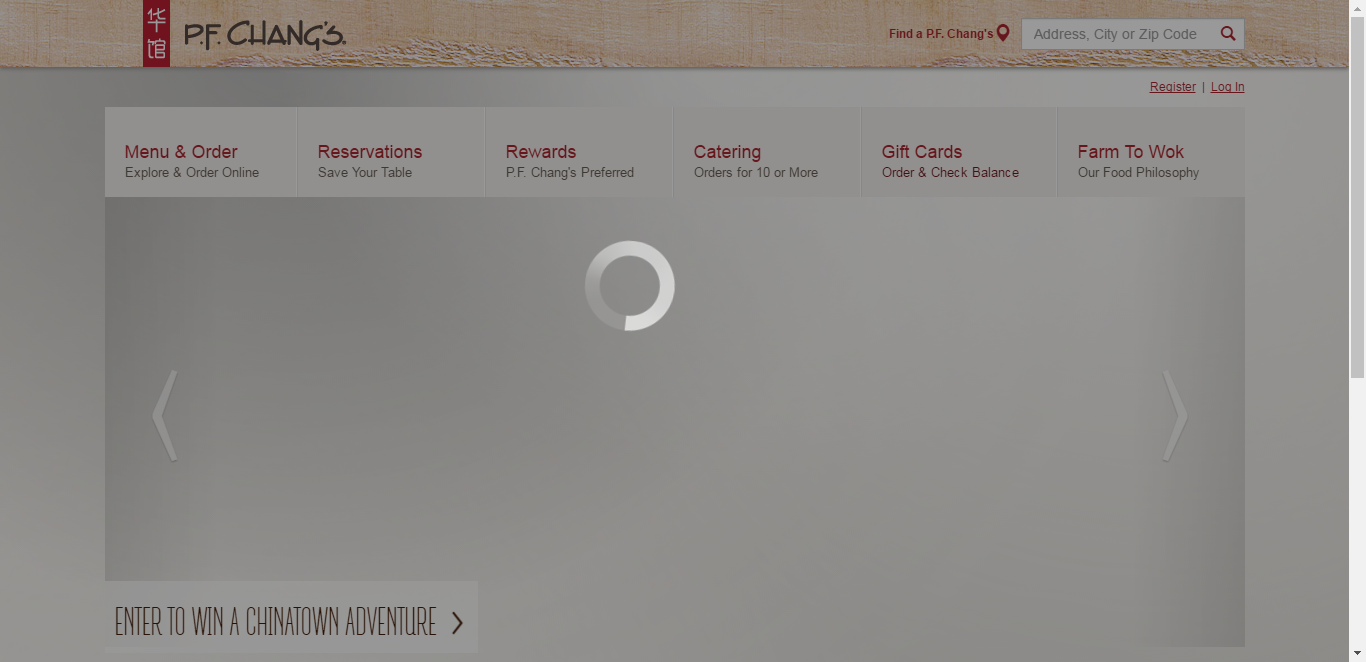 华馆
P.F. CHANG'S
Find a P.F. Chang's
Address, City or Zip Code
Register | Log In
Menu & Order
Explore & Order Online
Reservations
Save Your Table
Rewards
P.F. Chang's Preferred
Catering
Orders for 10 or More
Gift Cards
Order & Check Balance
Farm To Wok
Our Food Philosophy
ENTER TO WIN A CHINATOWN ADVENTURE